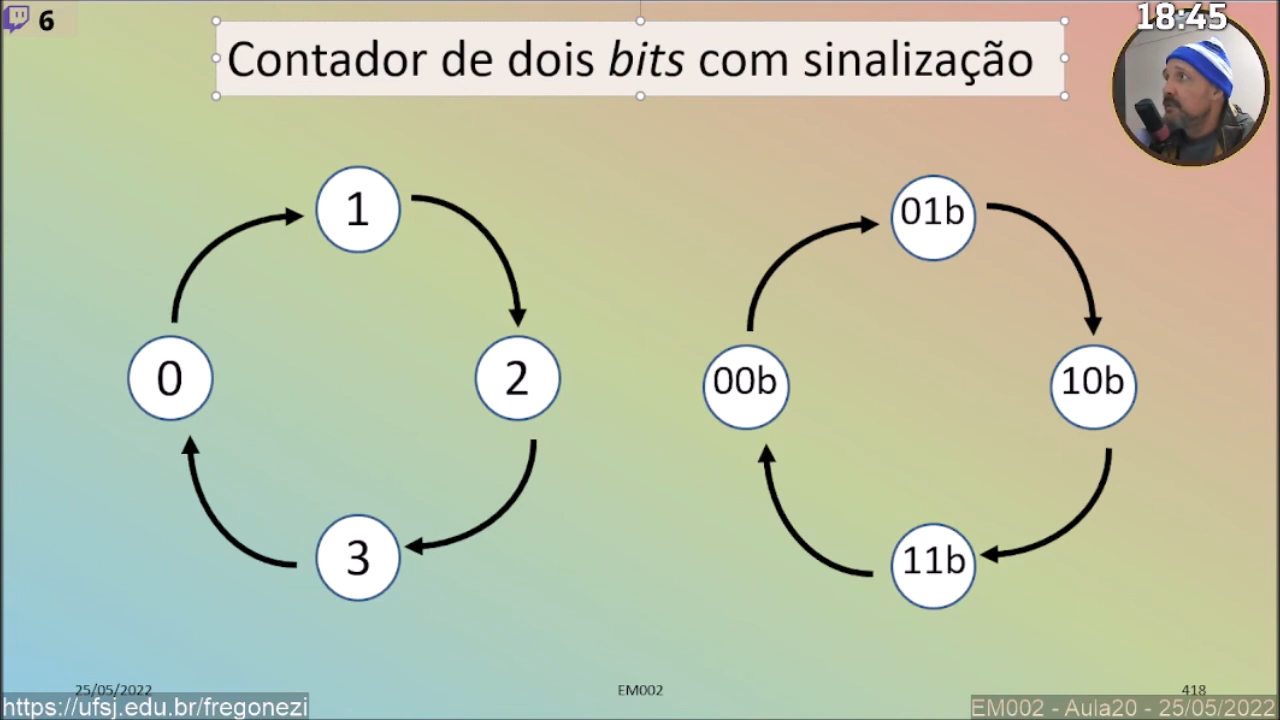 6
18:45
Contador de dois bits com sinalização
1
01b
0
2
00b
10b
3
11b
25/05/2022
EM002
418
https://ufsj.edu.br/fregonezi
EM002 - Aula20 - 25/05/2022